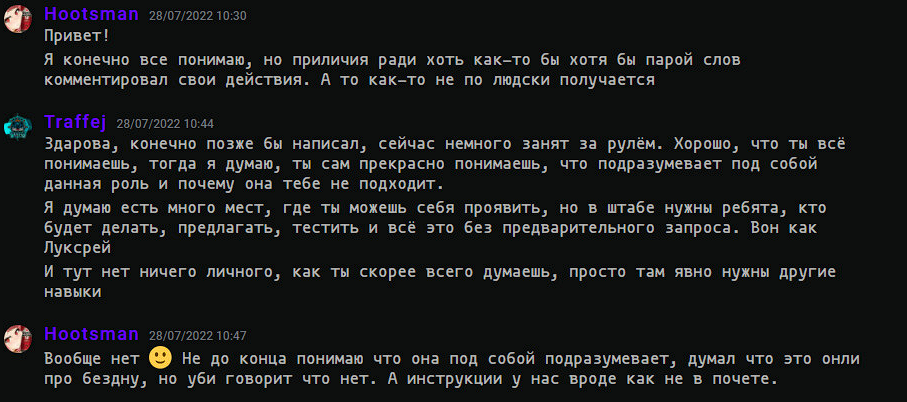 Hootsman 28/07/2022 10:30
Привет!
Я конечно все понимаю, но приличия ради хоть как-то бы хотя бы парой слов
комментировал свои действия. А то как-то не по людски получается
Traffej 28/07/2022 10:44
Здарова, конечно позже бы написал, сейчас немного занят за рулём. Хорошо, что ты всё
понимаешь, тогда я думаю, ты сам прекрасно понимаешь, что подразумевает под собой
данная роль и почему она тебе не подходит.
Я думаю есть много мест, где ты можешь себя проявить, но в штабе нужны ребята, кто
будет делать, предлагать, тестить и всё это без предварительного запроса. Вон как
Луксрей
И тут нет ничего личного, как ты скорее всего думаешь, просто там явно нужны другие
навыки
Hootsman 28/07/2022 10:47
Вообще нет 🙂 Не до конца понимаю что она под собой подразумевает, думал что это онли
про бездну, но уби говорит что нет. А инструкции у нас вроде как не в почете.